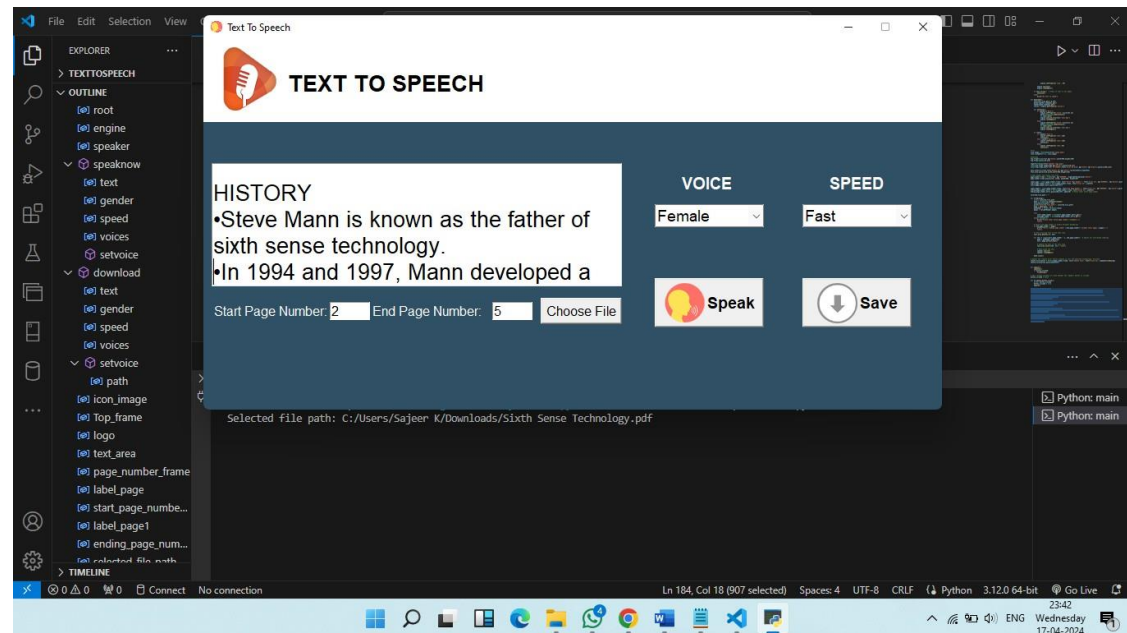 File Edit Selection View
Text To Speech
EXPLORER
TEXTTOSPEECH
OUTLINE
root
engine
speaker
speaknow
text
gender
speed
voices
setvoice
download
text
gender
speed
voices
setvoice
path
icon_image
Top_frame
logo
text_area
page_number_frame
label_page
start_page_numbe...
label_page1
ending_page_num...
selected_file_path
TIMELINE
TEXT TO SPEECH
HISTORY
•Steve Mann is known as the father of
sixth sense technology.
•In 1994 and 1997, Mann developed a
Start Page Number: 2 End Page Number: 5 Choose File
VOICE SPEED
Female Fast
Speak Save
Selected file path: C:/Users/Sajeer K/Downloads/Sixth Sense Technology.pdf
Python: main
Python: main
0 0 0 Connect No connection Ln 184, Col 18 (907 selected) Spaces: 4 UTF-8 CRLF Python 3.12.0 64-bit Go Live
ENG
23:42
Wednesday
17-04-2024
1